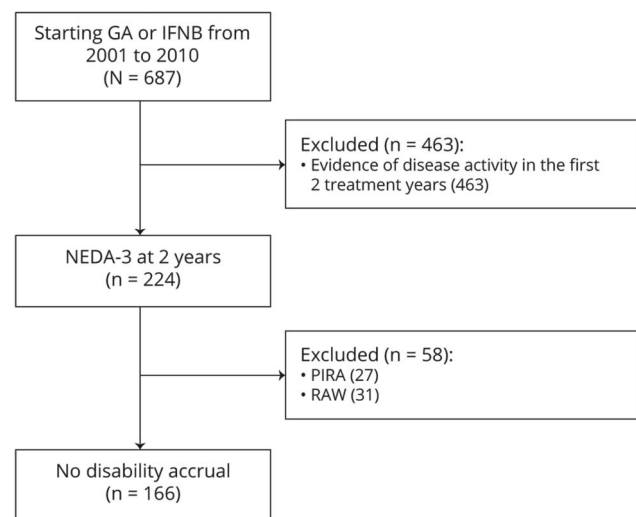 Starting GA or IFNB from
2001 to 2010
(N = 687)
Excluded (n = 463):
• Evidence of disease activity in the first
2 treatment years (463)
NEDA-3 at 2 years
(n = 224)
Excluded (n = 58):
• PIRA (27)
• RAW (31)
No disability accrual
(n = 166)